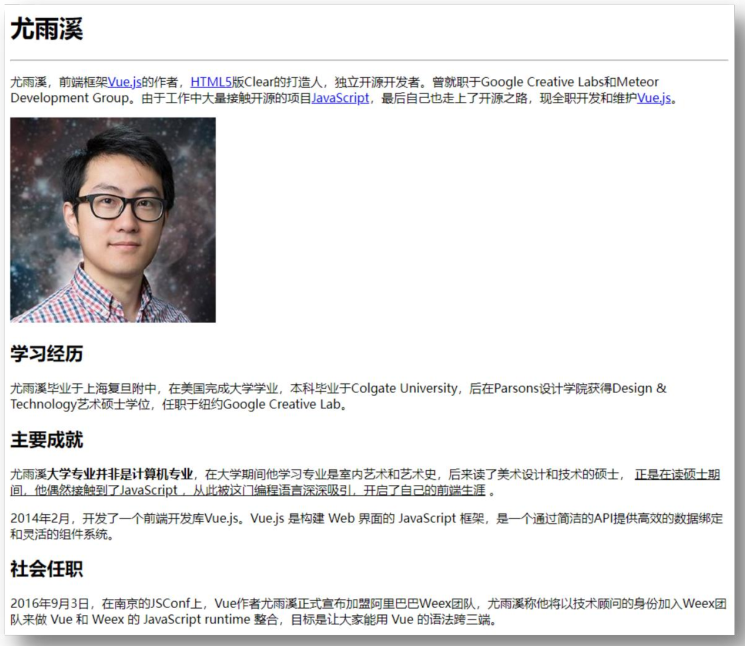 尤雨溪
尤雨溪，前端框架Vue.js的作者，HTML5版Clear的打造人，独立开源开发者。曾就职于Google Creative Labs和Meteor
Development Group。由于工作中大量接触开源的项目JavaScript，最后自己也走上了开源之路，现全职开发和维护Vue.js。
学习经历
尤雨溪毕业于上海复旦附中，在美国完成大学学业，本科毕业于Colgate University，后在Parsons设计学院获得Design &
Technology艺术硕士学位，任职于纽约Google Creative Lab。
主要成就
尤雨溪大学专业并非是计算机专业，在大学期间他学习专业是室内艺术和艺术史，后来读了美术设计和技术的硕士， 正是在读硕士期
间，他偶然接触到了JavaScript ，从此被这门编程语言深深吸引，开启了自己的前端生涯 。
2014年2月，开发了一个前端开发库Vue.js。Vue.js 是构建 Web 界面的 JavaScript 框架，是一个通过简洁的API提供高效的数据绑定
和灵活的组件系统。
社会任职
2016年9月3日，在南京的JSConf上，Vue作者尤雨溪正式宣布加盟阿里巴巴Weex团队，尤雨溪称他将以技术顾问的身份加入Weex团
队来做 Vue 和 Weex 的 JavaScript runtime 整合，目标是让大家能用 Vue 的语法跨三端。